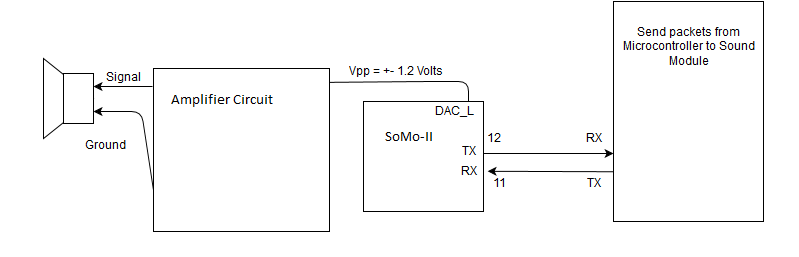 Send packets from
Microcontroller to Sound
Module
Signal
Vpp = +- 1.2 Volts
Amplifier Circuit
DAC_L
SoMo-II
12
RX
TX
Ground
RX
11
TX